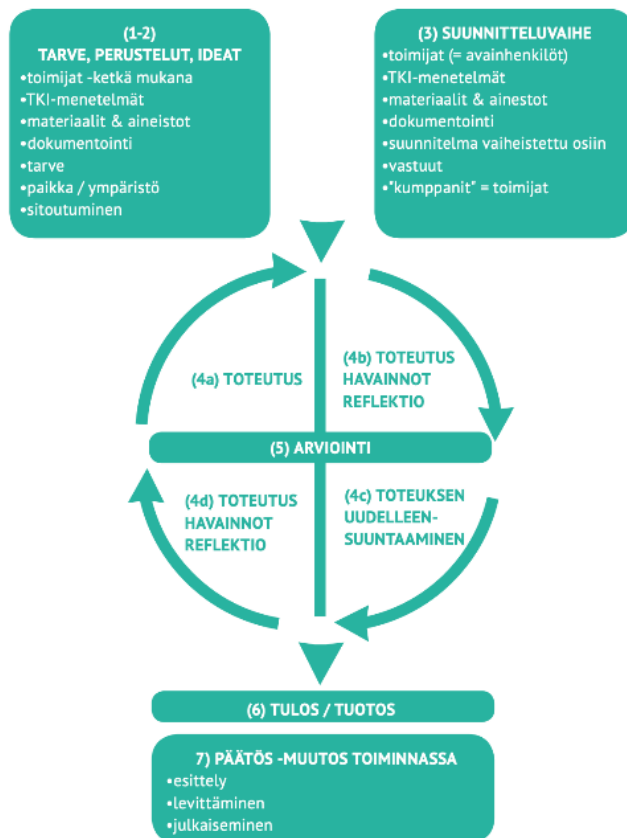 (1-2)
TARVE, PERUSTELUT, IDEAT
•toimijat -ketkä mukana
•TKI-menetelmät
•materiaalit & aineistot
•dokumentointi
•tarve
•paikka / ympäristö
•sitoutuminen
(3) SUUNNITTELUVAIHE
•toimijat (= avainhenkilöt)
•TKI-menetelmät
•materiaalit & ainestot
•dokumentointi
•suunnitelma vaiheistettu osiin
•vastuut
•"kumppanit" = toimijat
(4a) TOTEUTUS
(4b) TOTEUTUS
HAVAINNOT
REFLEKTIO
(5) ARVIOINTI
(4d) TOTEUTUS
HAVAINNOT
REFLEKTIO
(4c) TOTEUKSEN
UUDELLEEN-
SUUNTAAMINEN
(6) TULOS / TUOTOS
7) PÄÄTÖS -MUUTOS TOIMINNASSA
•esittely
•levittäminen
•julkaiseminen